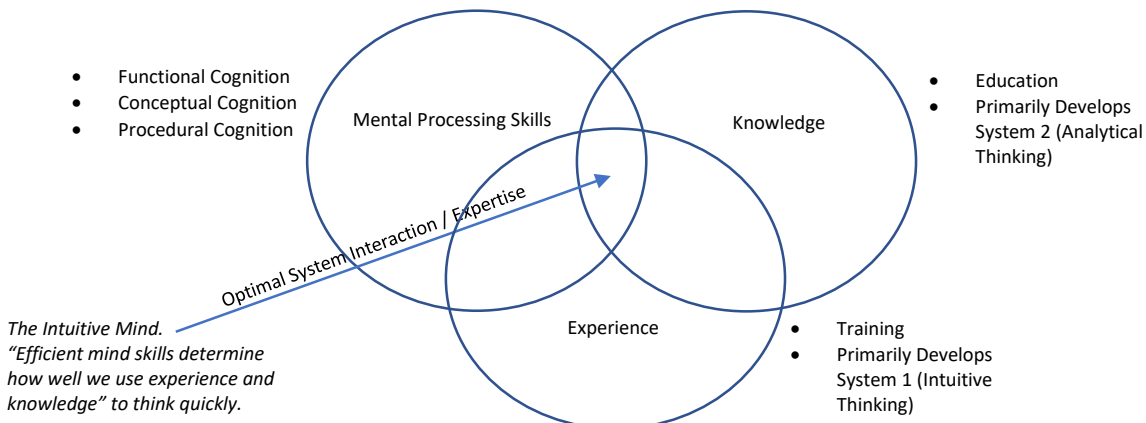 • Functional Cognition
• Conceptual Cognition
• Procedural Cognition
Mental Processing Skills
Knowledge
• Education
• Primarily Develops
System 2 (Analytical
Thinking)
Optimal System Interaction / Expertise
The Intuitive Mind.
“Efficient mind skills determine
how well we use experience and
knowledge” to think quickly.
Experience
• Training
• Primarily Develops
System 1 (Intuitive
Thinking)